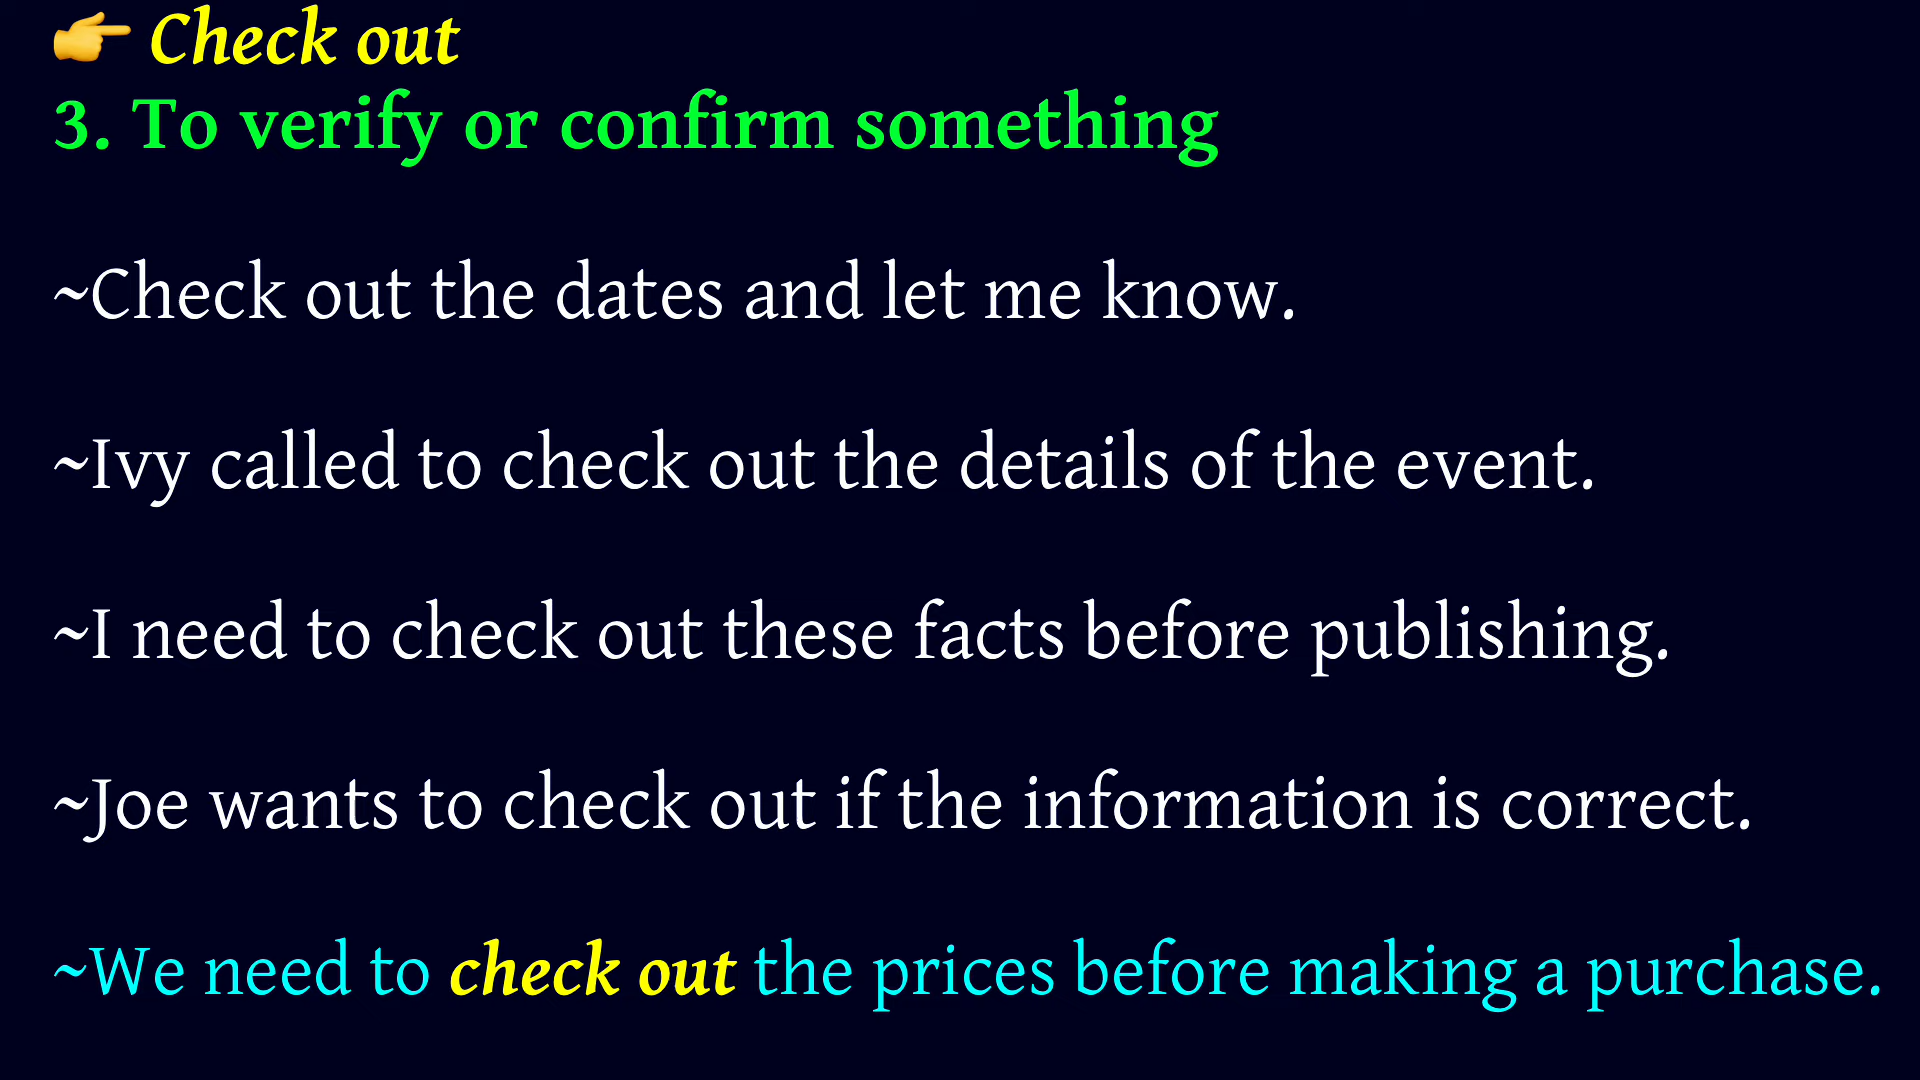 👉 Check out
3. To verify or confirm something
~Check out the dates and let me know.
~Ivy called to check out the details of the event.
~I need to check out these facts before publishing.
~Joe wants to check out if the information is correct.
~We need to check out the prices before making a purchase.